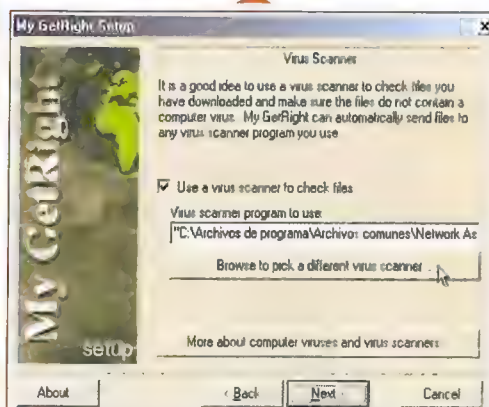 My GetRight Setup
Virus Scanner
It is a good idea to use a virus scanner to check files you
have downloaded and make sure the files do not contain a
computer virus. My GetRight can automatically send files to
any virus scanner program you use
Use a virus scanner to check files
Virus scanner program to use:
"C:\Archivos de programa\Archivos comunes\Network As
Browse to pick a different virus scanner ...
More about computer viruses and virus scanners
My GetRight
setup
About
< Back
Next
Cancel